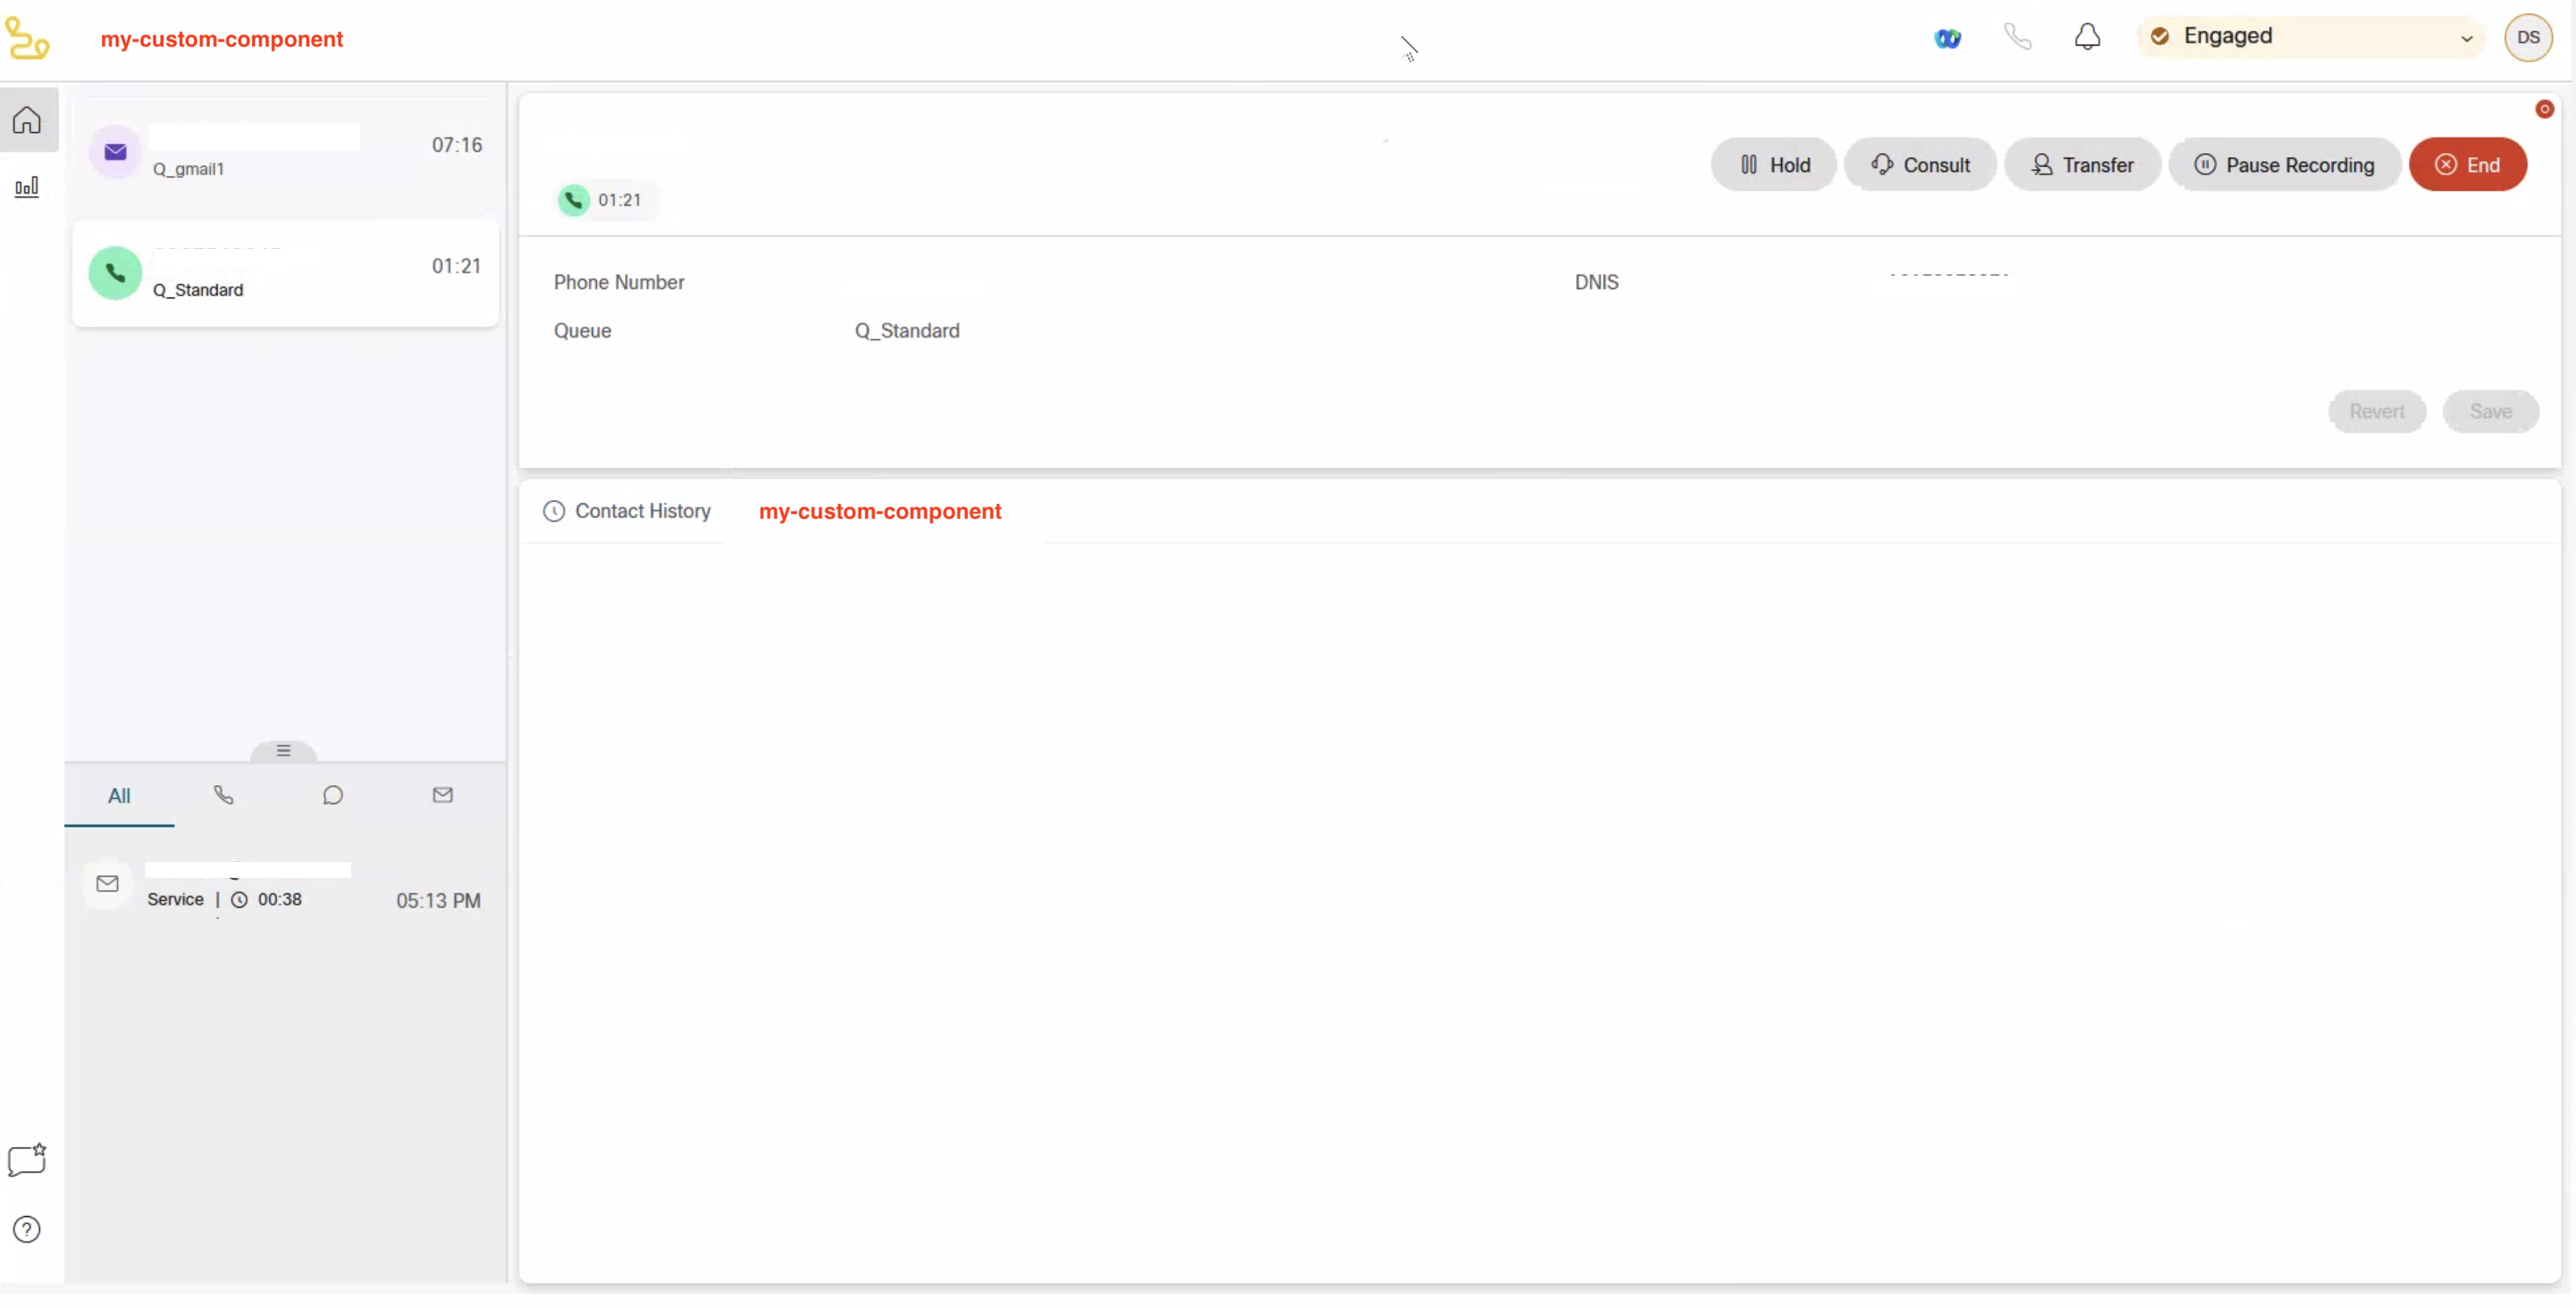 my-custom-component
Engaged
DS
07:16
Q_gmail1
01:21
Q_Standard
01:21
Hold
Consult
Transfer
Pause Recording
End
Phone Number
DNIS
Queue
Q_Standard
Revert
Save
Contact History
my-custom-component
All
Service | 00:38
05:13 PM